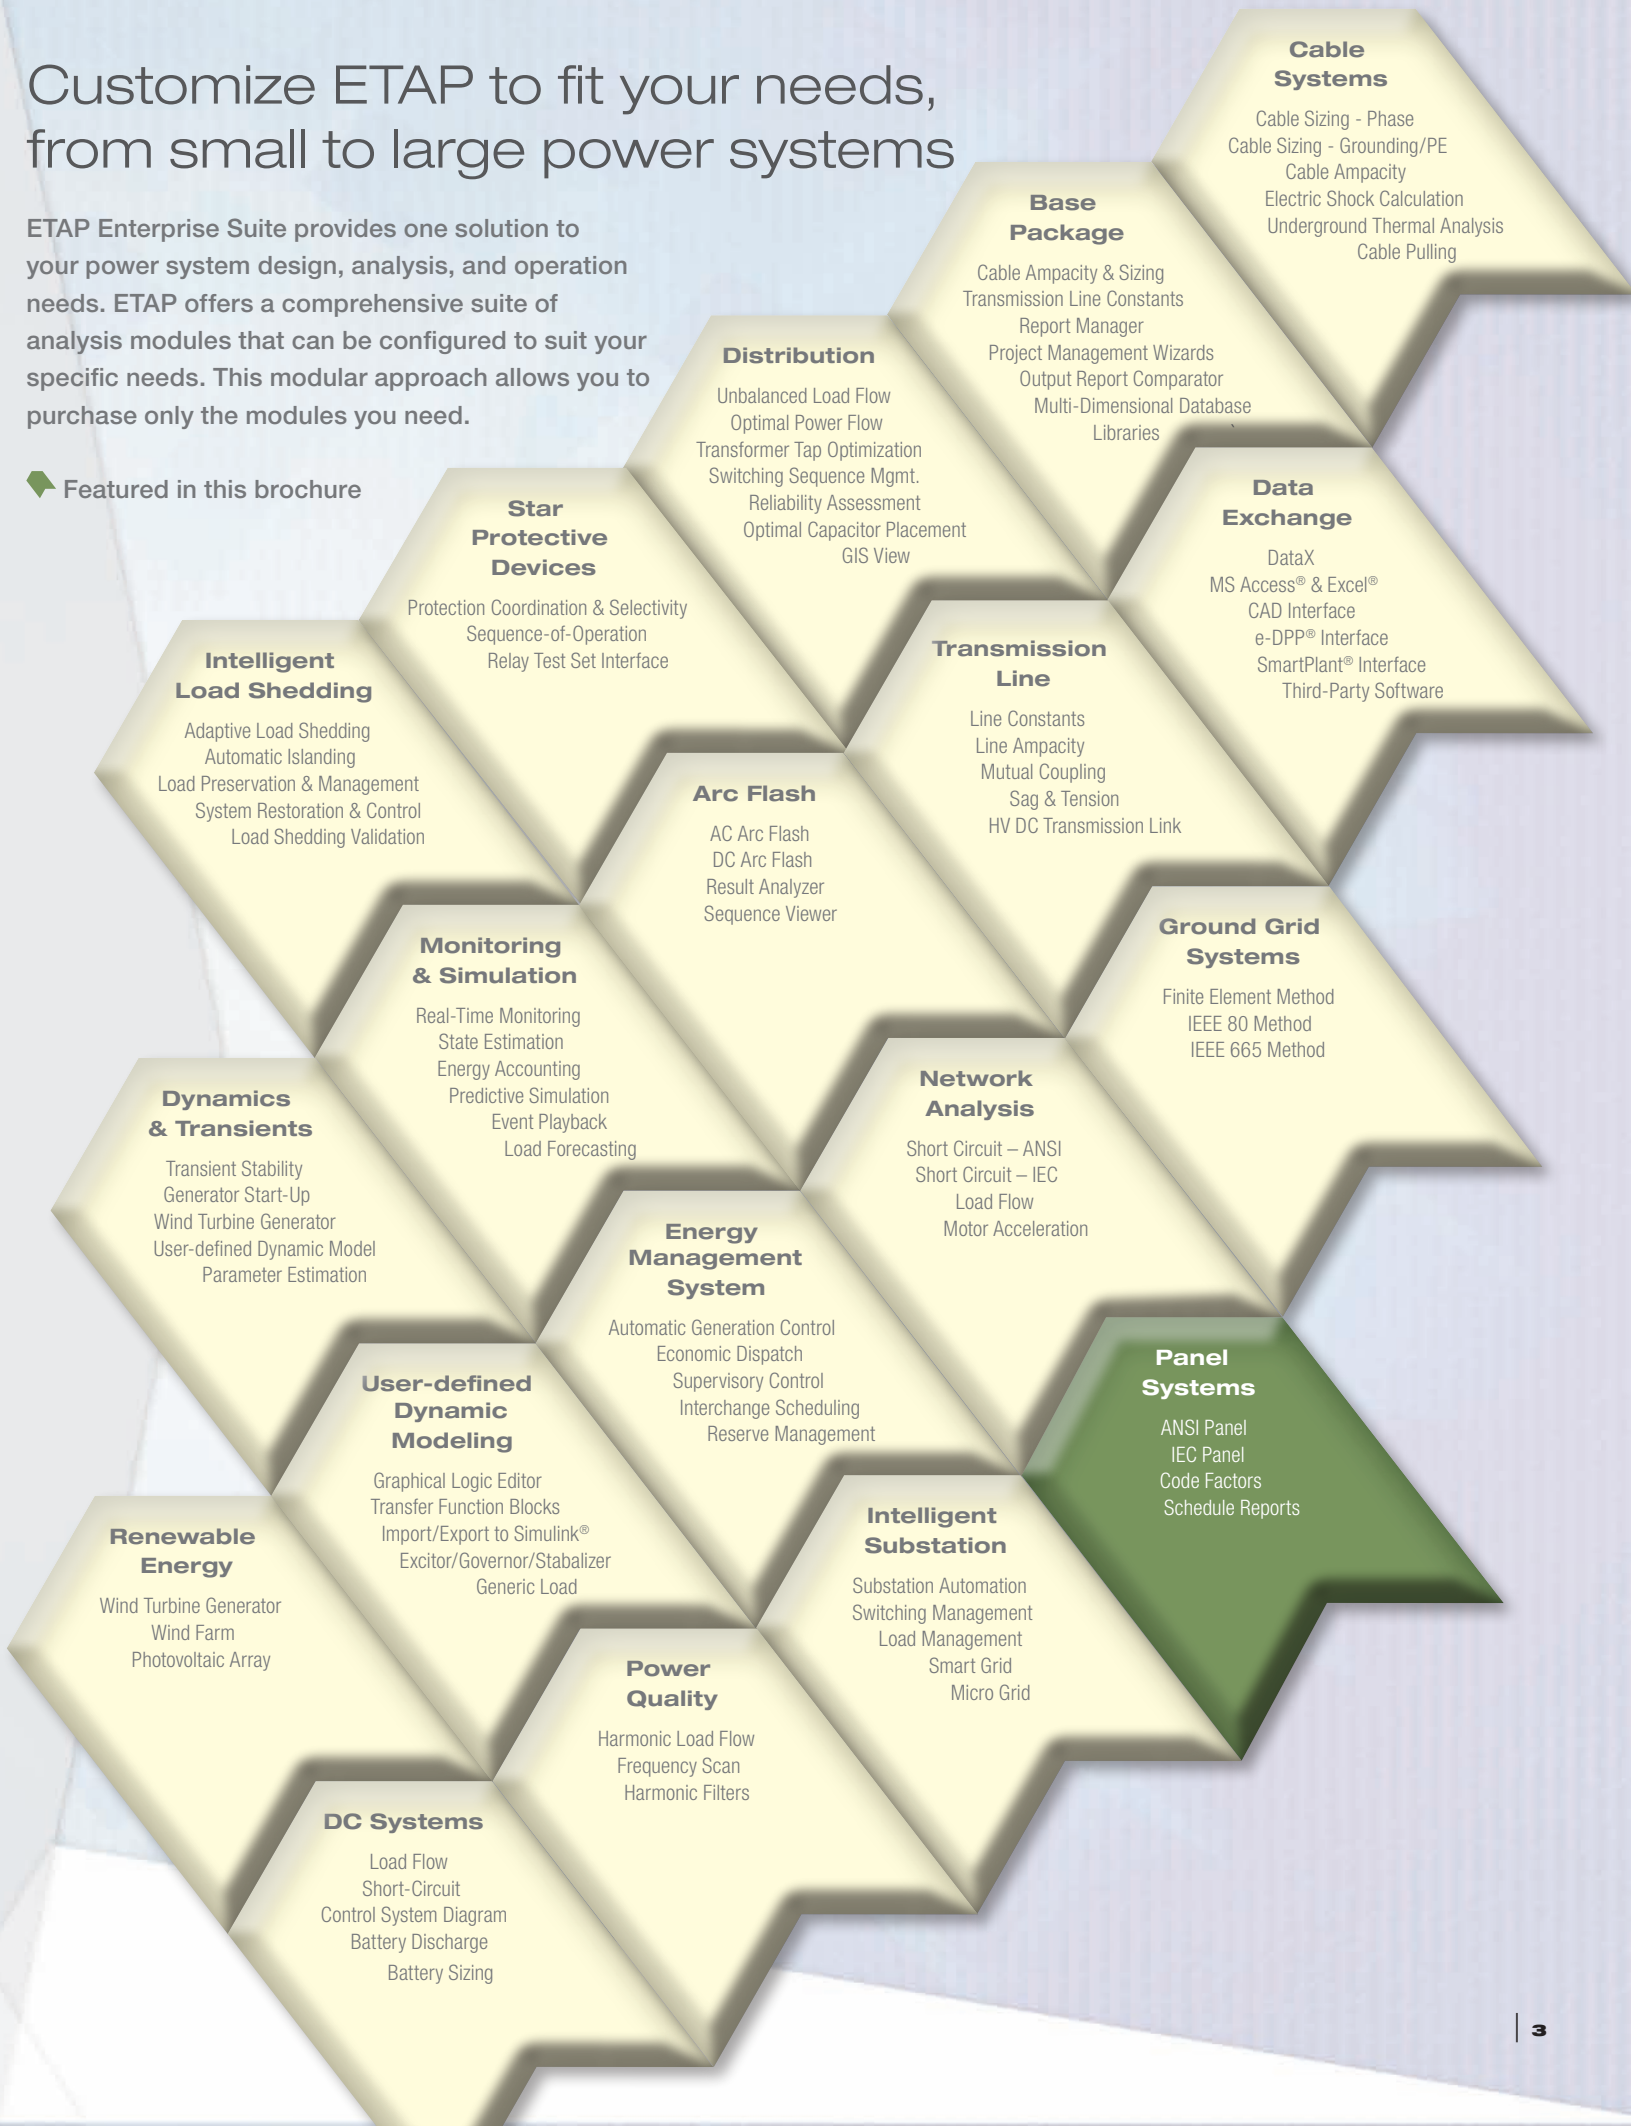 Customize ETAP to fit your needs,
from small to large power systems
ETAP Enterprise Suite provides one solution to
your power system design, analysis, and operation
needs. ETAP offers a comprehensive suite of
analysis modules that can be configured to suit your
specific needs. This modular approach allows you to
purchase only the modules you need.
Featured in this brochure
Cable
Systems
Cable Sizing - Phase
Cable Sizing - Grounding/PE
Cable Ampacity
Electric Shock Calculation
Underground Thermal Analysis
Cable Pulling
Base
Package
Cable Ampacity & Sizing
Transmission Line Constants
Report Manager
Project Management Wizards
Output Report Comparator
Multi-Dimensional Database
Libraries `
Distribution
Unbalanced Load Flow
Optimal Power Flow
Transformer Tap Optimization
Switching Sequence Mgmt.
Reliability Assessment
Optimal Capacitor Placement
GIS View
Star
Protective
Devices
Protection Coordination & Selectivity
Sequence-of-Operation
Relay Test Set Interface
Data
Exchange
DataX
MS Access® & Excel®
CAD Interface
e-DPP® Interface
SmartPlant® Interface
Third-Party Software
Intelligent
Load Shedding
Adaptive Load Shedding
Automatic Islanding
Load Preservation & Management
System Restoration & Control
Load Shedding Validation
Transmission
Line
Line Constants
Line Ampacity
Mutual Coupling
Sag & Tension
HV DC Transmission Link
Arc Flash
AC Arc Flash
DC Arc Flash
Result Analyzer
Sequence Viewer
Ground Grid
Systems
Finite Element Method
IEEE 80 Method
IEEE 665 Method
Monitoring
& Simulation
Real-Time Monitoring
State Estimation
Energy Accounting
Predictive Simulation
Event Playback
Load Forecasting
Network
Analysis
Short Circuit – ANSI
Short Circuit – IEC
Load Flow
Motor Acceleration
Dynamics
& Transients
Transient Stability
Generator Start-Up
Wind Turbine Generator
User-defined Dynamic Model
Parameter Estimation
Energy
Management
System
Automatic Generation Control
Economic Dispatch
Supervisory Control
Interchange Scheduling
Reserve Management
Panel
Systems
ANSI Panel
IEC Panel
Code Factors
Schedule Reports
User-defined
Dynamic
Modeling
Graphical Logic Editor
Transfer Function Blocks
Import/Export to Simulink®
Excitor/Governor/Stabalizer
Generic Load
Intelligent
Substation
Substation Automation
Switching Management
Load Management
Smart Grid
Micro Grid
Renewable
Energy
Wind Turbine Generator
Wind Farm
Photovoltaic Array
Power
Quality
Harmonic Load Flow
Frequency Scan
Harmonic Filters
DC Systems
Load Flow
Short-Circuit
Control System Diagram
Battery Discharge
Battery Sizing
3